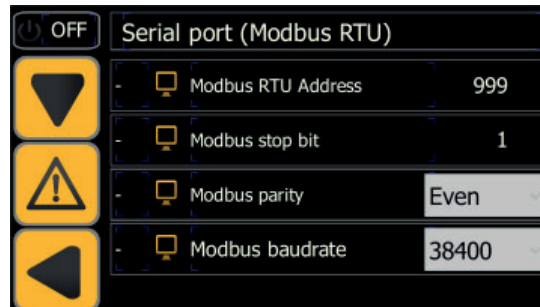 OFF Serial port (Modbus RTU)
- Modbus RTU Address 999
- Modbus stop bit 1
- Modbus parity Even
- Modbus baudrate 38400